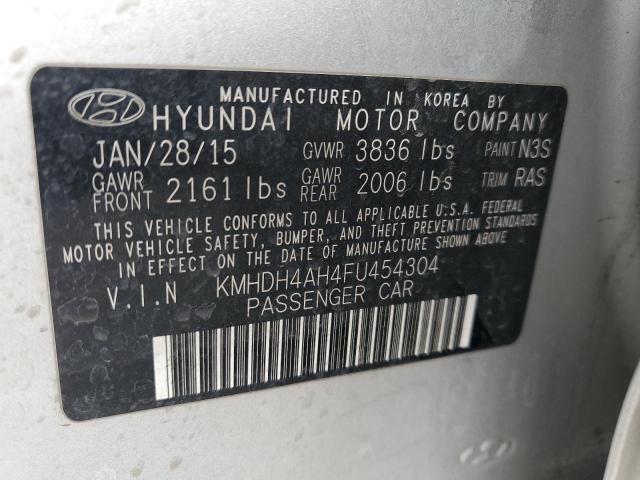 MANUFACTURED IN KOREA BY
HYUNDAI MOTOR COMPANY
JAN/28/15 GVWR 3836 lbs PAINT N3S
GAWR FRONT 2161 lbs GAWR REAR 2006 lbs TRIM RAS
THIS VEHICLE CONFORMS TO ALL APPLICABLE U.S.A. FEDERAL
MOTOR VEHICLE SAFETY, BUMPER, AND THEFT PREVENTION STANDARDS
IN EFFECT ON THE DATE OF MANUFACTURE SHOWN ABOVE
V.I.N KMHDH4AH4FU454304
PASSENGER CAR